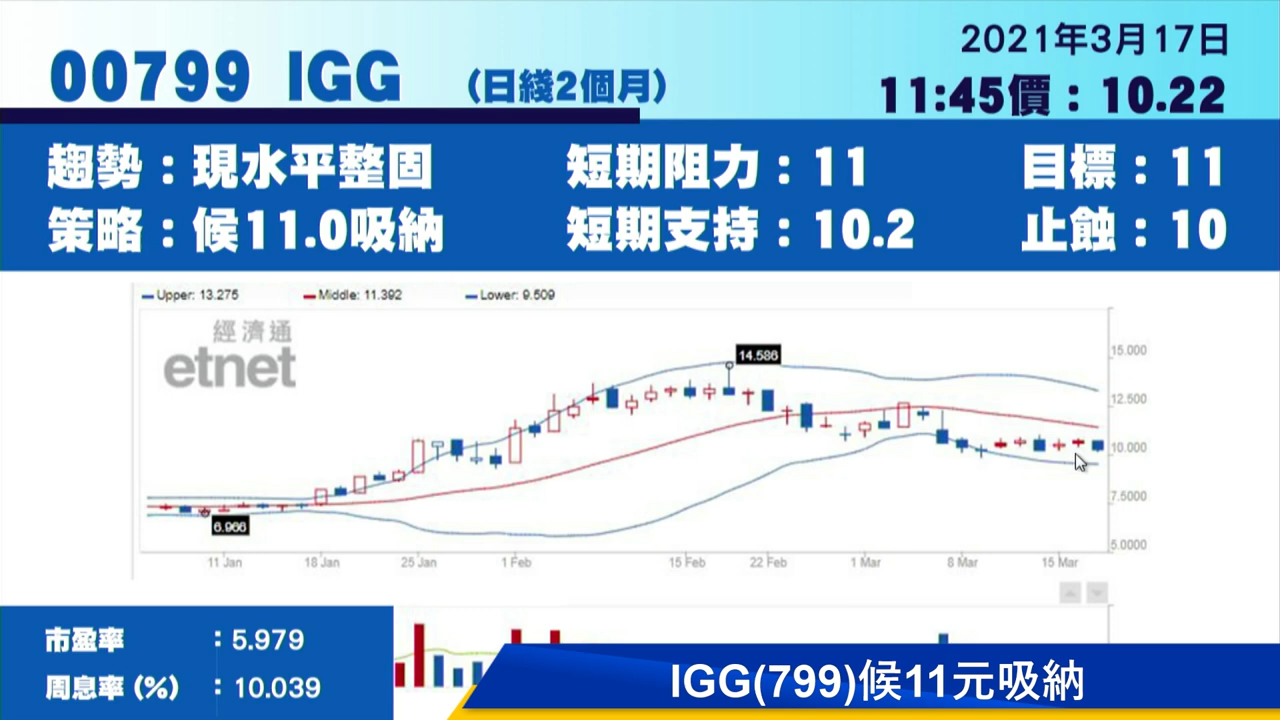 00799 IGG (日綫2個月)
2021年3月17日
11:45價：10.22
趨勢：現水平整固 短期阻力：11 目標：11
策略：候11.0吸納 短期支持：10.2 止蝕：10
Upper: 13.275 Middle: 11.392 Lower: 9.509
經濟通
etnet
14.586
6.966
15.000
12.500
10.000
7.5000
5.0000
11 Jan 18 Jan 25 Jan 1 Feb 15 Feb 22 Feb 1 Mar 8 Mar 15 Mar
市盈率 ：5.979
周息率 (%) ：10.039
IGG(799)候11元吸納